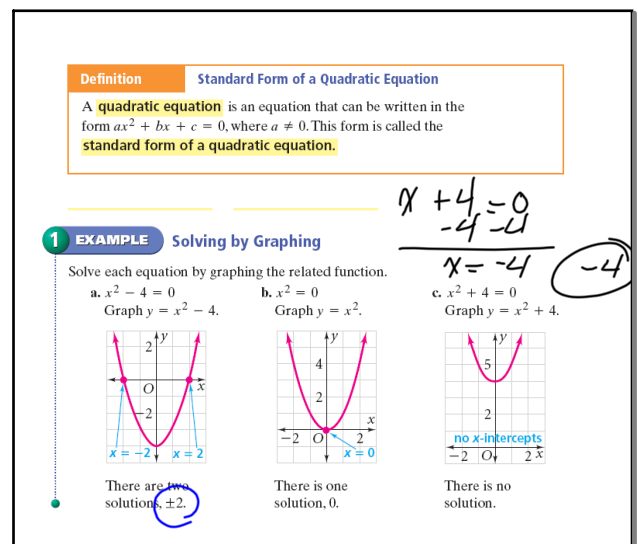 Definition Standard Form of a Quadratic Equation
A quadratic equation is an equation that can be written in the
form ax² + bx + c = 0, where a ≠ 0. This form is called the
standard form of a quadratic equation.
x + 4 = 0
-4 -4
x = -4
-4
1 EXAMPLE Solving by Graphing
Solve each equation by graphing the related function.
a. x² − 4 = 0
Graph y = x² − 4.
2 y
O x
−2
x = −2 x = 2
There are two
solutions, ±2.
b. x² = 0
Graph y = x².
y
4
2
x
−2 O 2
x = 0
There is one
solution, 0.
c. x² + 4 = 0
Graph y = x² + 4.
y
5
2
no x-intercepts
−2 O 2 x
There is no
solution.